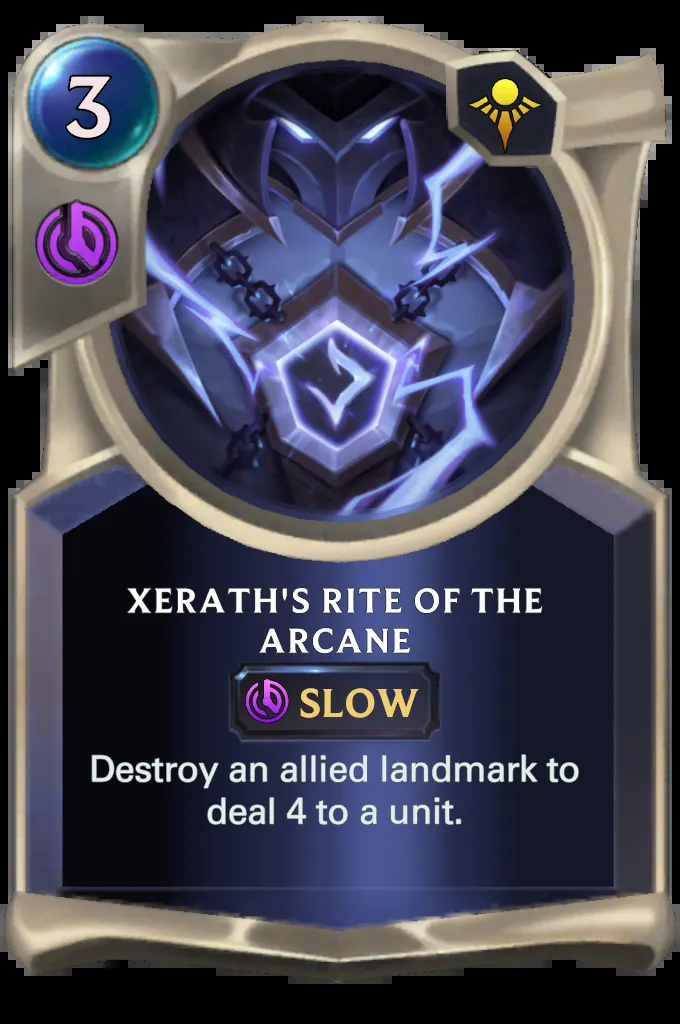 3
XERATH'S RITE OF THE
ARCANE
SLOW
Destroy an allied landmark to
deal 4 to a unit.